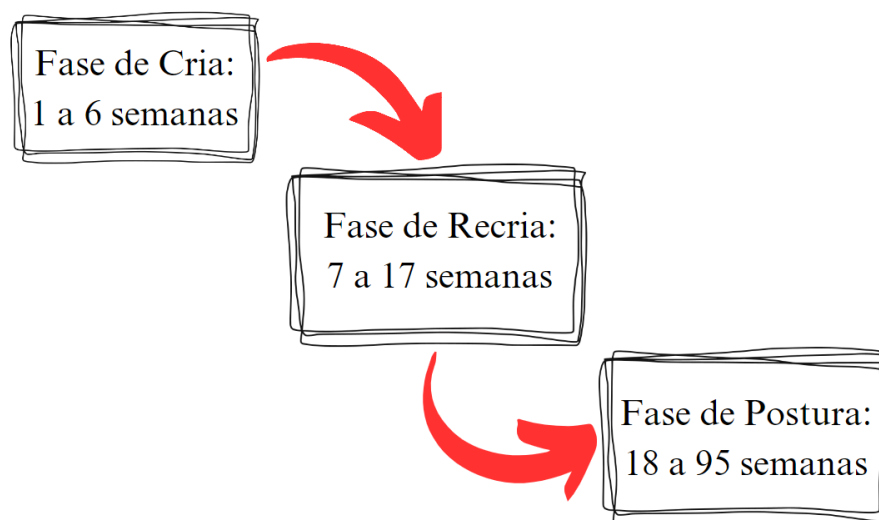 Fase de Cria:
1 a 6 semanas
Fase de Recria:
7 a 17 semanas
Fase de Postura:
18 a 95 semanas